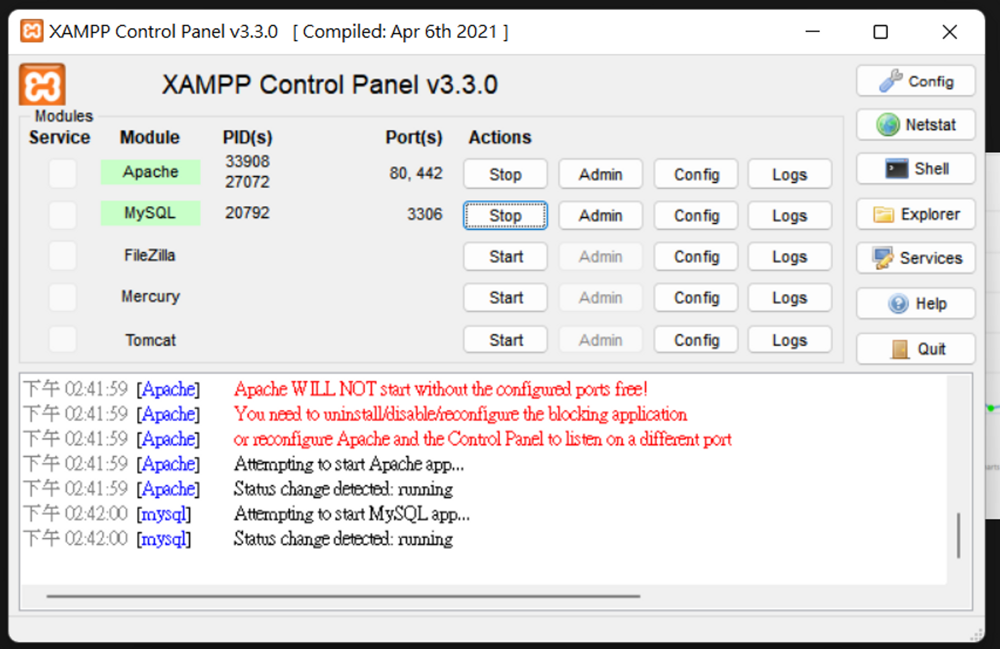 XAMPP Control Panel v3.3.0 [ Compiled: Apr 6th 2021 ]
XAMPP Control Panel v3.3.0
Config
Modules
Netstat
Service Module PID(s) Port(s) Actions
Apache 33908 27072 80, 442 Stop Admin Config Logs
Shell
MySQL 20792 3306 Stop Admin Config Logs
Explorer
FileZilla Start Admin Config Logs
Services
Mercury Start Admin Config Logs
Help
Tomcat Start Admin Config Logs
Quit
下午 02:41:59 [Apache] Apache WILL NOT start without the configured ports free!
下午 02:41:59 [Apache] You need to uninstall/disable/reconfigure the blocking application
下午 02:41:59 [Apache] or reconfigure Apache and the Control Panel to listen on a different port
下午 02:41:59 [Apache] Attempting to start Apache app...
下午 02:41:59 [Apache] Status change detected: running
下午 02:42:00 [mysql] Attempting to start MySQL app...
下午 02:42:00 [mysql] Status change detected: running